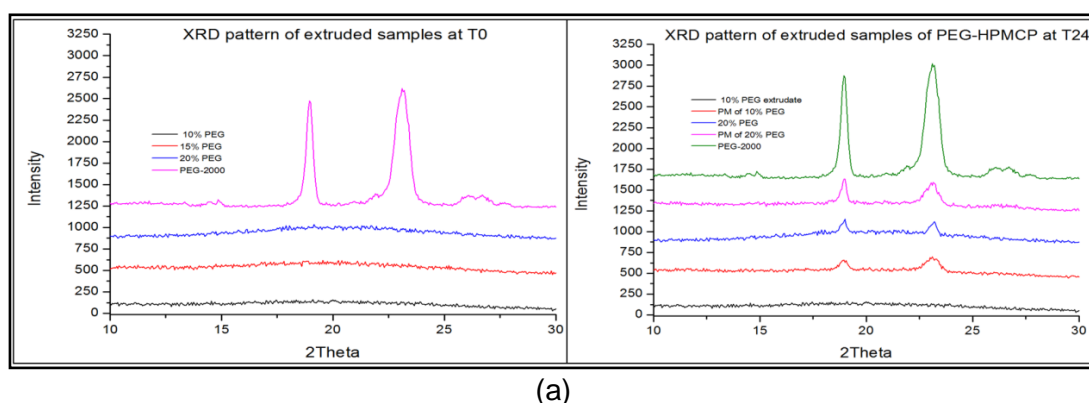 XRD pattern of extruded samples at T0
3250
3000
2750
2500
2250
2000
1750
1500
1250
1000
750
500
250
0
Intensity
10% PEG
15% PEG
20% PEG
PEG-2000
10 15 20 25 30
2Theta
XRD pattern of extruded samples of PEG-HPMCP at T24
3250
3000
2750
2500
2250
2000
1750
1500
1250
1000
750
500
250
0
Intensity
10% PEG extrudate
PM of 10% PEG
20% PEG
PM of 20% PEG
PEG-2000
10 15 20 25 30
2Theta
(a)